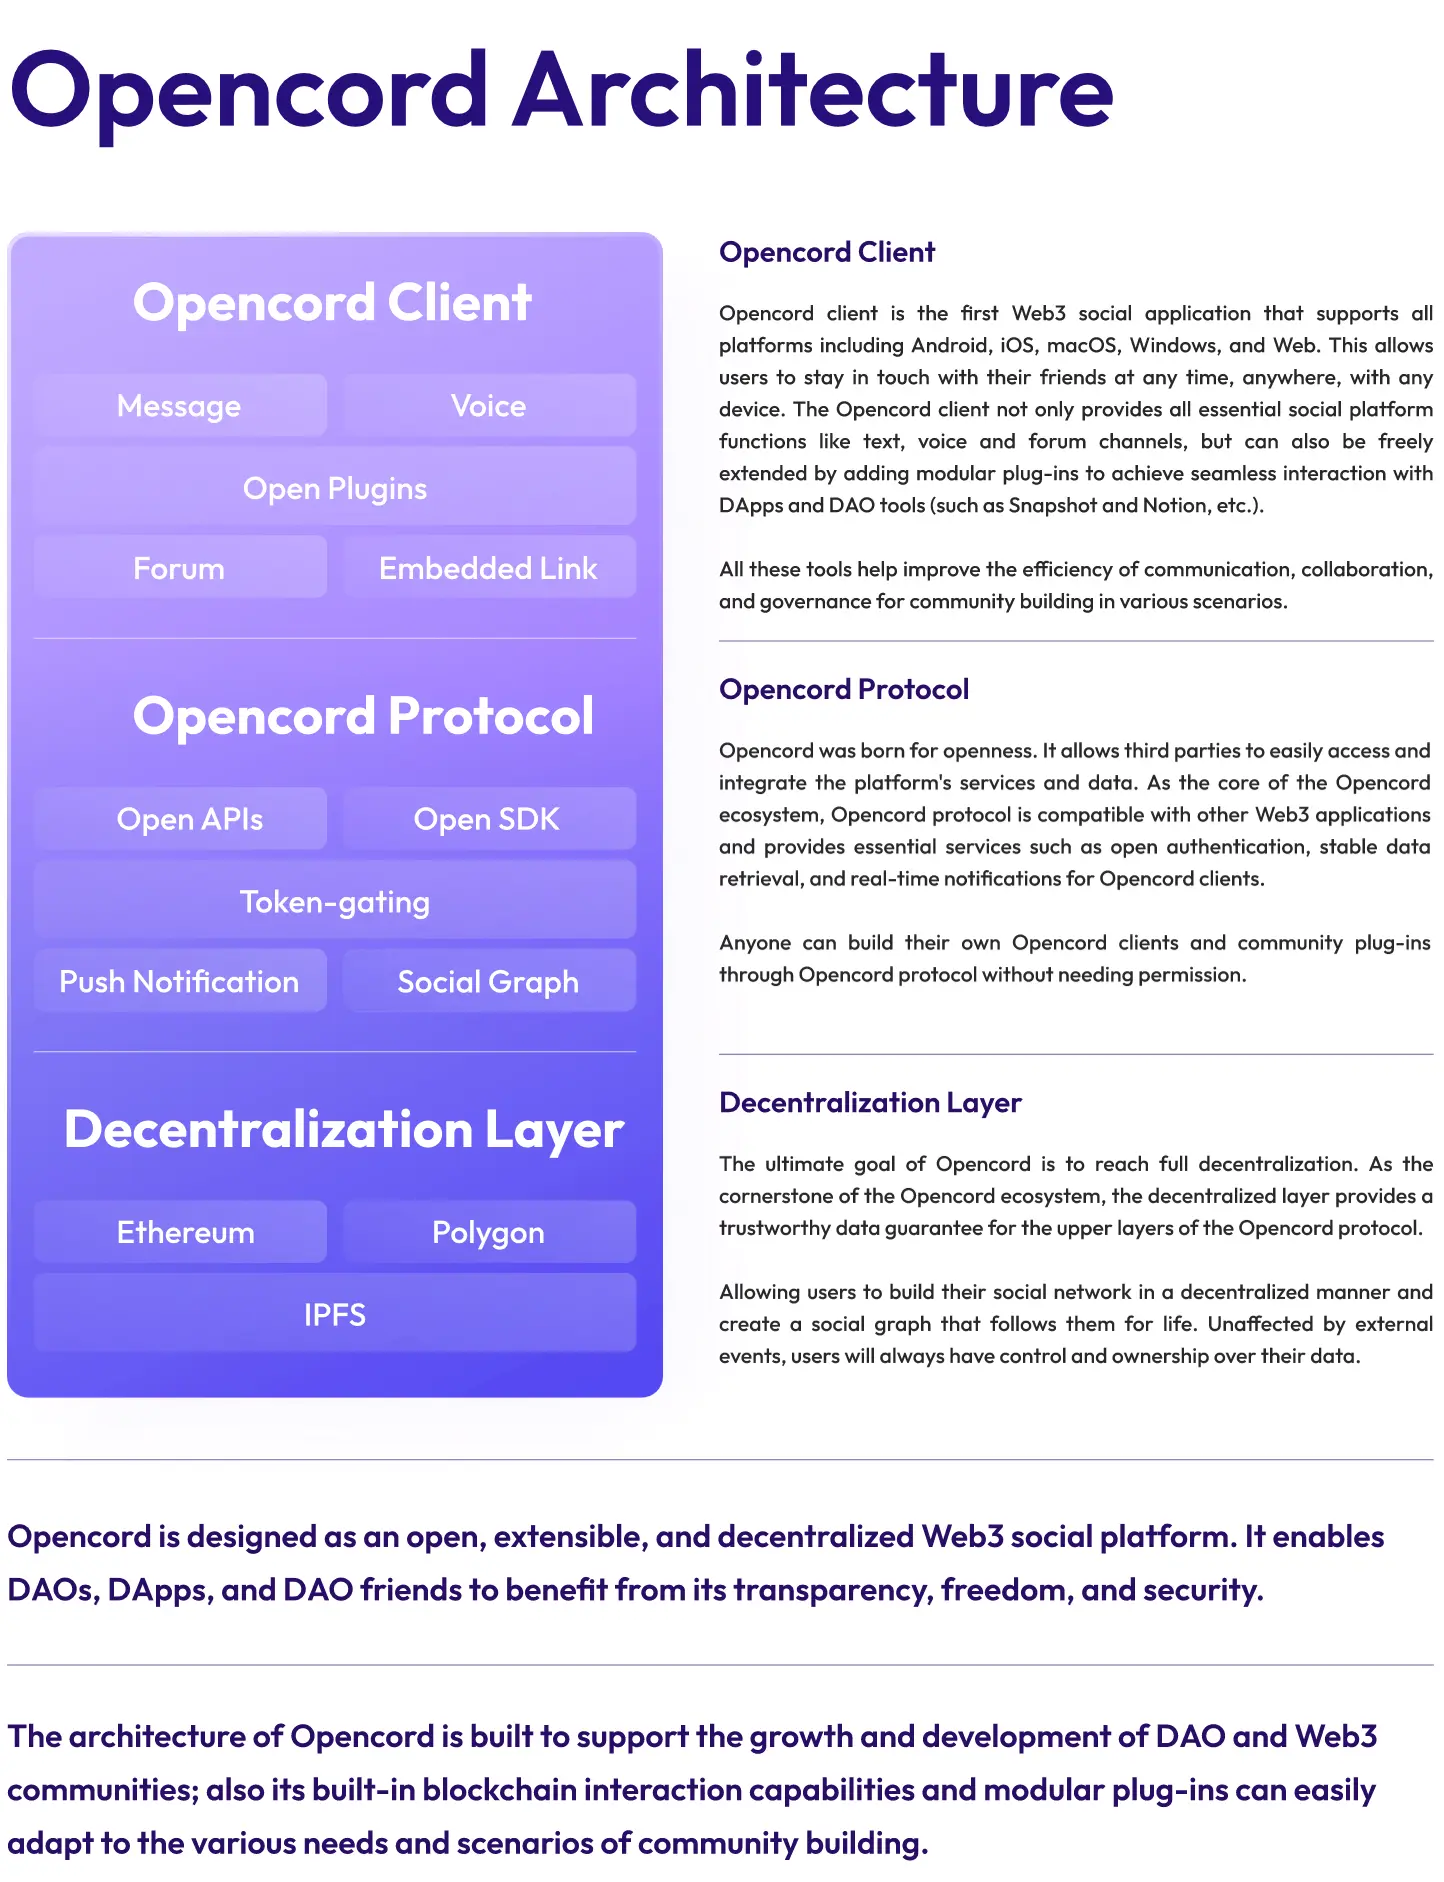 Opencord Architecture
Opencord Client
Message
Voice
Open Plugins
Forum
Embedded Link
Opencord Protocol
Open APIs
Open SDK
Token-gating
Push Notification
Social Graph
Decentralization Layer
Ethereum
Polygon
IPFS
Opencord Client
Opencord client is the first Web3 social application that supports all
platforms including Android, iOS, macOS, Windows, and Web. This allows
users to stay in touch with their friends at any time, anywhere, with any
device. The Opencord client not only provides all essential social platform
functions like text, voice and forum channels, but can also be freely
extended by adding modular plug-ins to achieve seamless interaction with
DApps and DAO tools (such as Snapshot and Notion, etc.).
All these tools help improve the efficiency of communication, collaboration,
and governance for community building in various scenarios.
Opencord Protocol
Opencord was born for openness. It allows third parties to easily access and
integrate the platform's services and data. As the core of the Opencord
ecosystem, Opencord protocol is compatible with other Web3 applications
and provides essential services such as open authentication, stable data
retrieval, and real-time notifications for Opencord clients.
Anyone can build their own Opencord clients and community plug-ins
through Opencord protocol without needing permission.
Decentralization Layer
The ultimate goal of Opencord is to reach full decentralization. As the
cornerstone of the Opencord ecosystem, the decentralized layer provides a
trustworthy data guarantee for the upper layers of the Opencord protocol.
Allowing users to build their social network in a decentralized manner and
create a social graph that follows them for life. Unaffected by external
events, users will always have control and ownership over their data.
Opencord is designed as an open, extensible, and decentralized Web3 social platform. It enables
DAOs, DApps, and DAO friends to benefit from its transparency, freedom, and security.
The architecture of Opencord is built to support the growth and development of DAO and Web3
communities; also its built-in blockchain interaction capabilities and modular plug-ins can easily
adapt to the various needs and scenarios of community building.